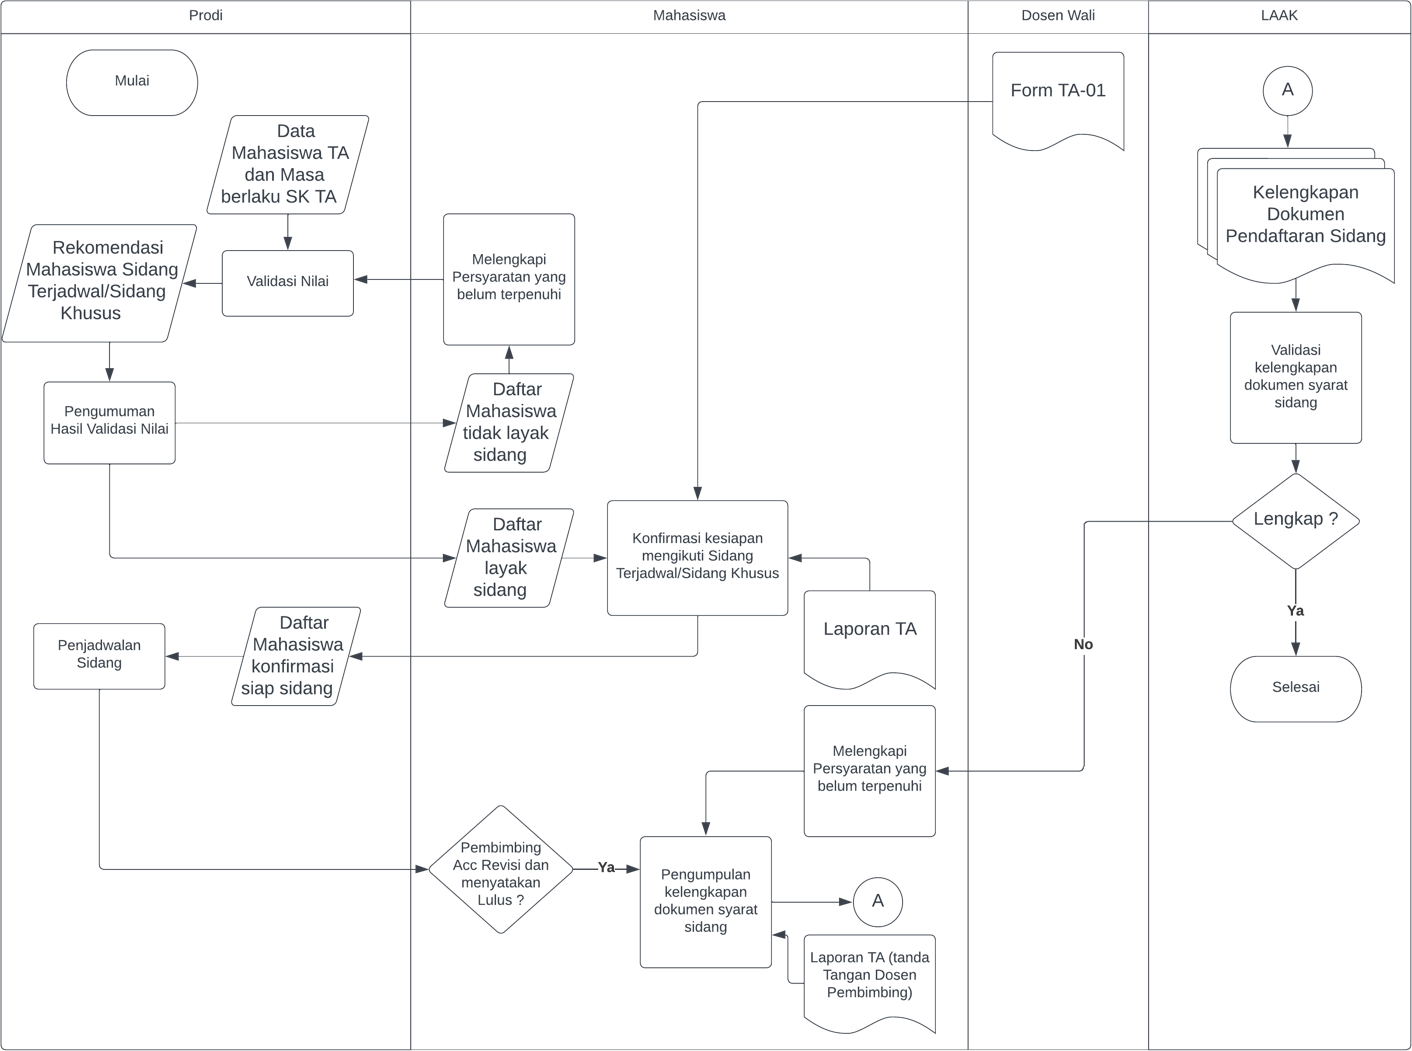 Prodi
Mahasiswa
Dosen Wali
LAAK
Mulai
Data
Mahasiswa TA
dan Masa
berlaku SK TA
Rekomendasi
Mahasiswa Sidang
Terjadwal/Sidang
Khusus
Validasi Nilai
Pengumuman
Hasil Validasi Nilai
Penjadwalan
Sidang
Daftar
Mahasiswa
konfirmasi
siap sidang
Melengkapi
Persyaratan yang
belum terpenuhi
Daftar
Mahasiswa
tidak layak
sidang
Daftar
Mahasiswa
layak
sidang
Konfirmasi kesiapan
mengikuti Sidang
Terjadwal/Sidang Khusus
Laporan TA
Melengkapi
Persyaratan yang
belum terpenuhi
Pembimbing
Acc Revisi dan
menyatakan
Lulus ?
Ya
Pengumpulan
kelengkapan
dokumen syarat
sidang
A
Laporan TA (tanda
Tangan Dosen
Pembimbing)
Form TA-01
No
A
Kelengkapan
Dokumen
Pendaftaran Sidang
Validasi
kelengkapan
dokumen syarat
sidang
Lengkap ?
Ya
Selesai